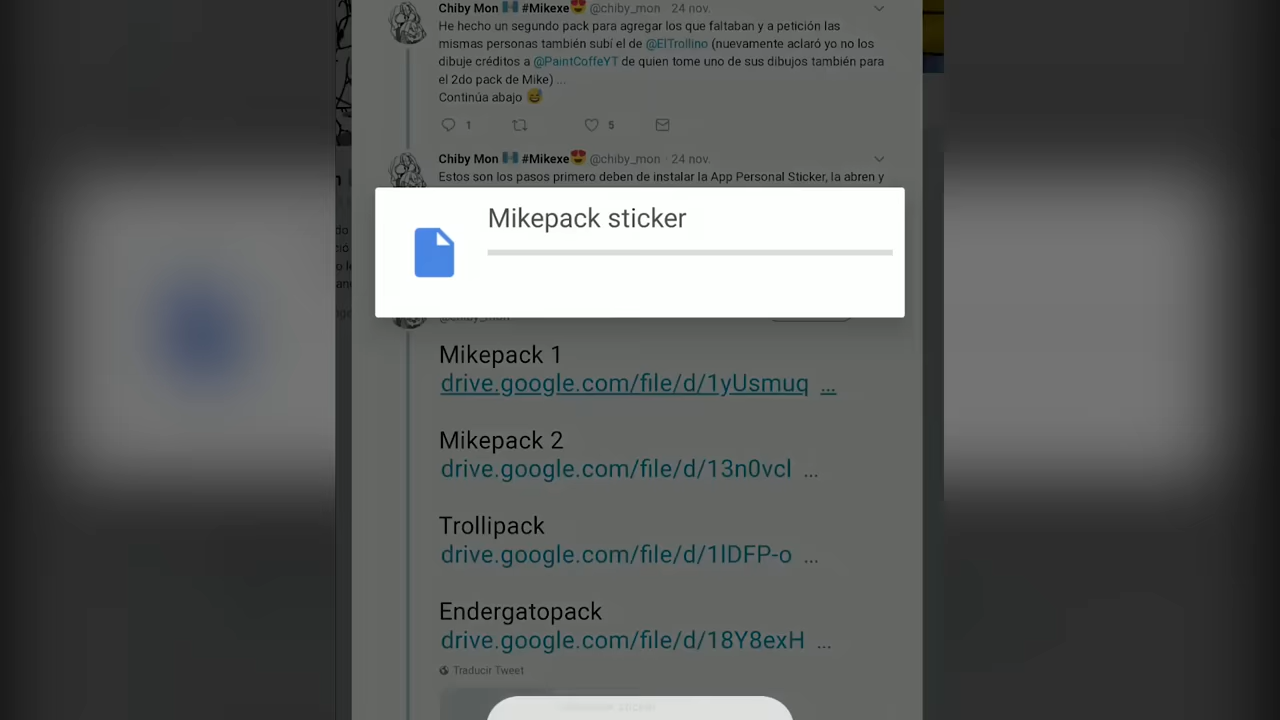 Chiby Mon #Mikexe😍 @chiby_mon · 24 nov.
He hecho un segundo pack para agregar los que faltaban y a petición las
mismas personas también subí el de @ElTrollino (nuevamente aclaró yo no los
dibuje créditos a @PaintCoffeYT de quien tome uno de sus dibujos también para
el 2do pack de Mike) ...
Continúa abajo 😅
1 5
Chiby Mon #Mikexe😍 @chiby_mon · 24 nov.
Estos son los pasos primero deben de instalar la App Personal Sticker, la abren y
Mikepack sticker
@chiby_mon
Mikepack 1
drive.google.com/file/d/1yUsmuq ...
Mikepack 2
drive.google.com/file/d/13n0vcl ...
Trollipack
drive.google.com/file/d/1lDFP-o ...
Endergatopack
drive.google.com/file/d/18Y8exH ...
Traducir Tweet